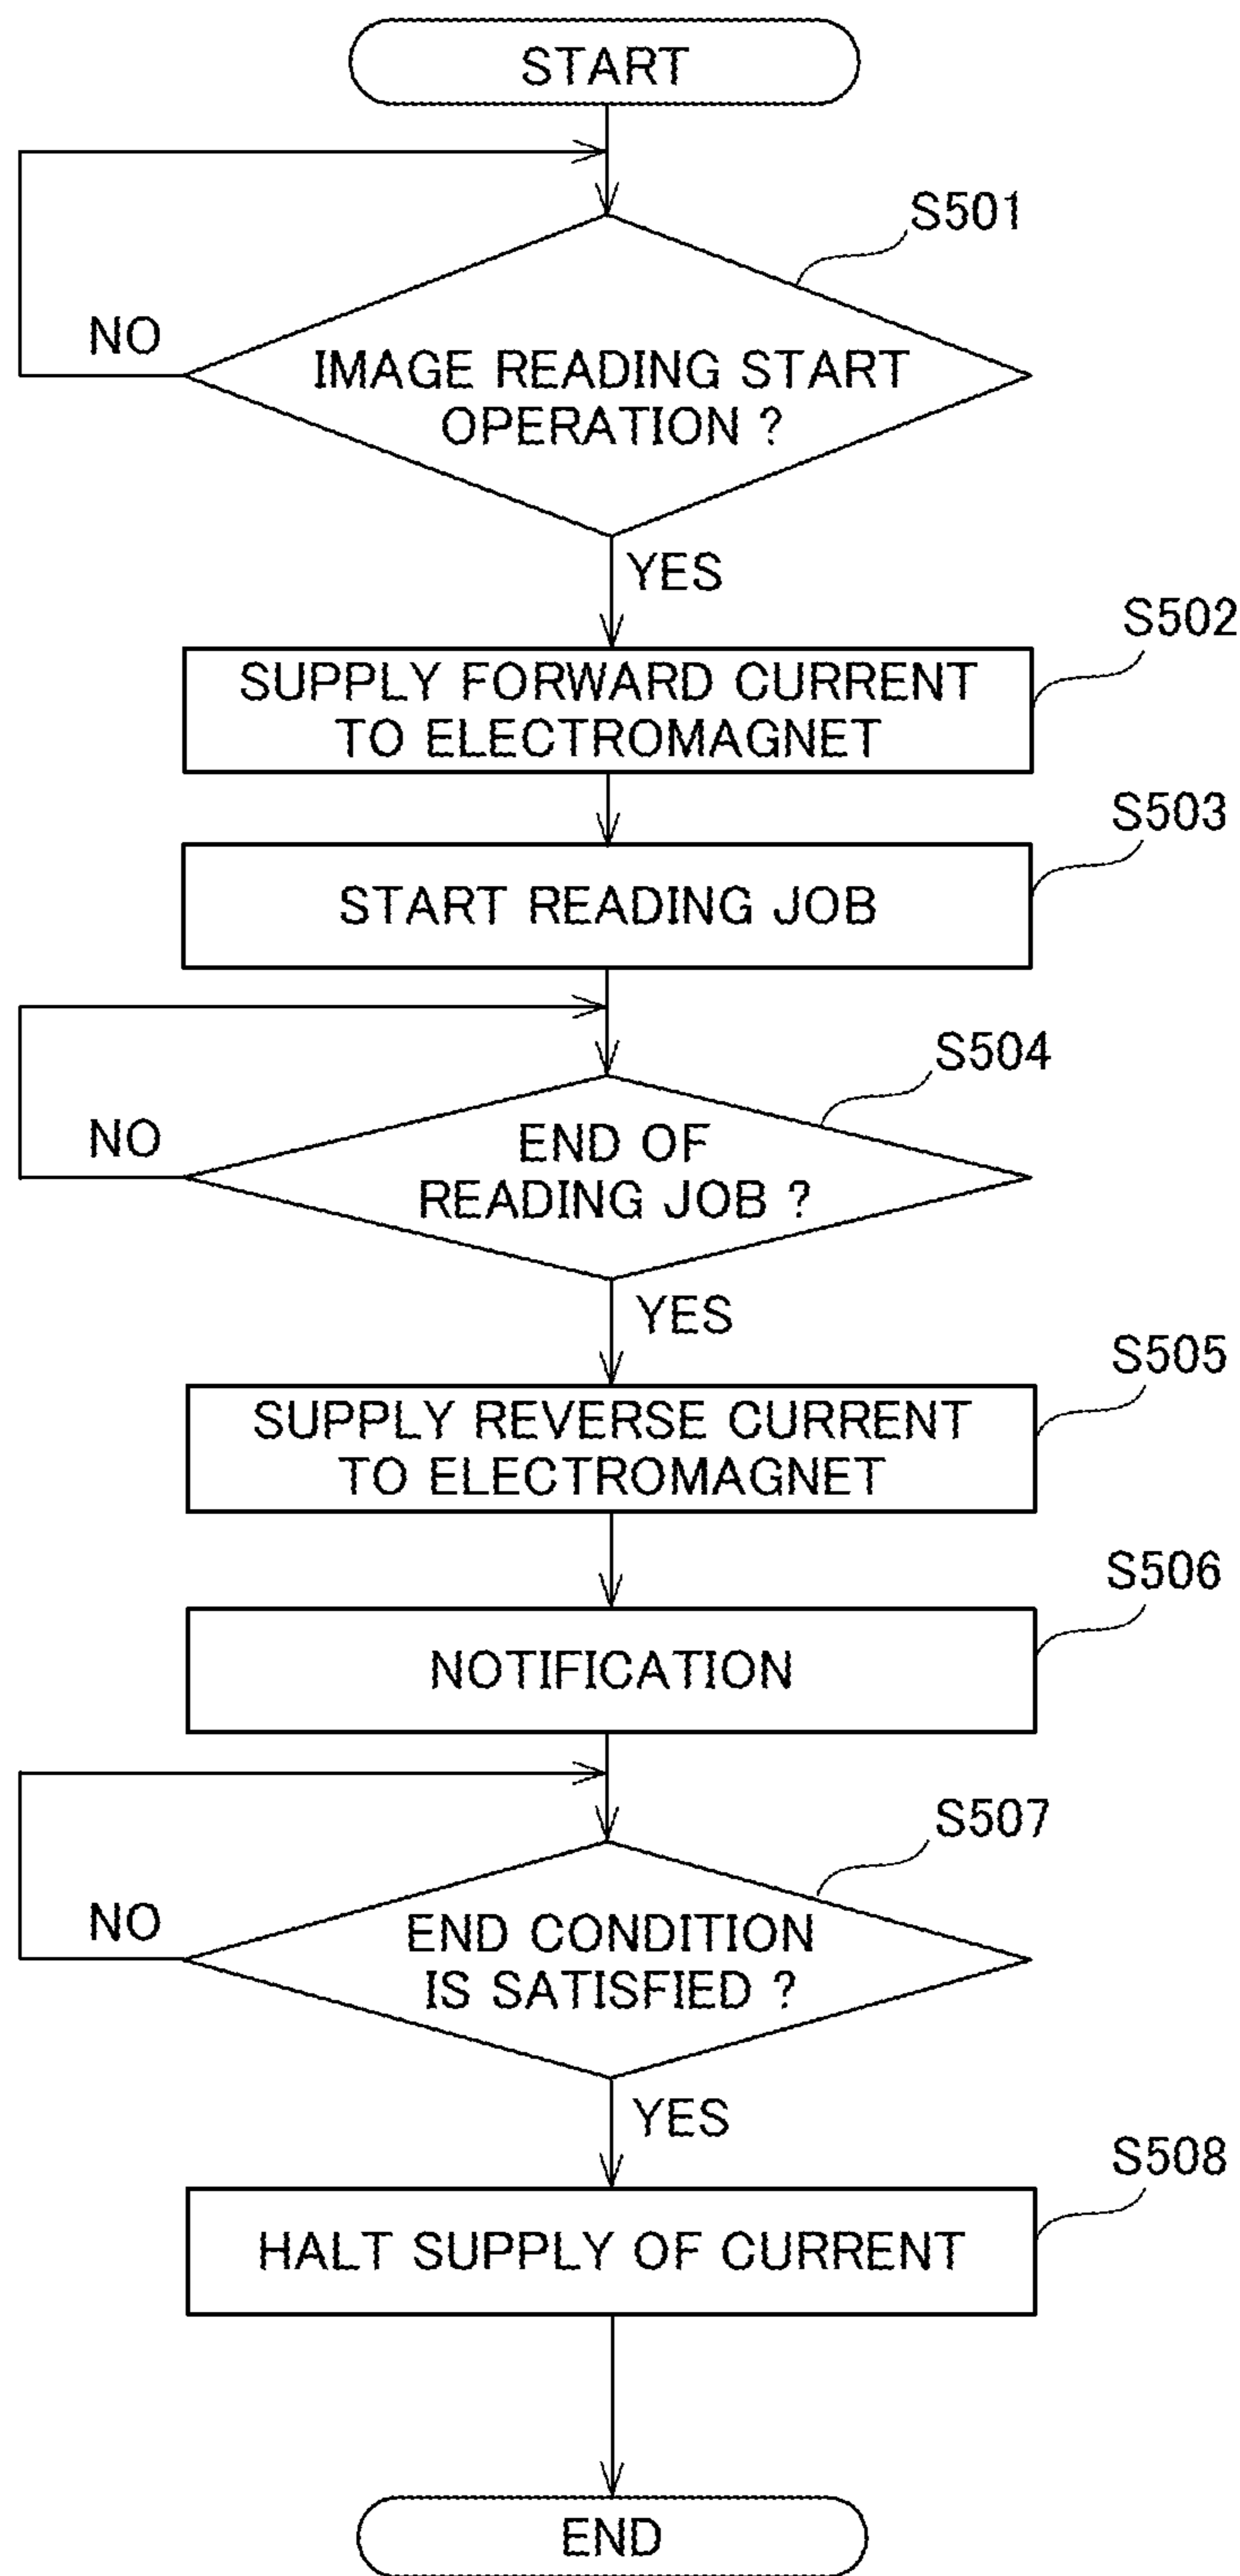 START
S501
NO
IMAGE READING START
OPERATION ?
YES
S502
SUPPLY FORWARD CURRENT
TO ELECTROMAGNET
S503
START READING JOB
S504
NO
END OF
READING JOB ?
YES
S505
SUPPLY REVERSE CURRENT
TO ELECTROMAGNET
S506
NOTIFICATION
S507
NO
END CONDITION
IS SATISFIED ?
YES
S508
HALT SUPPLY OF CURRENT
END